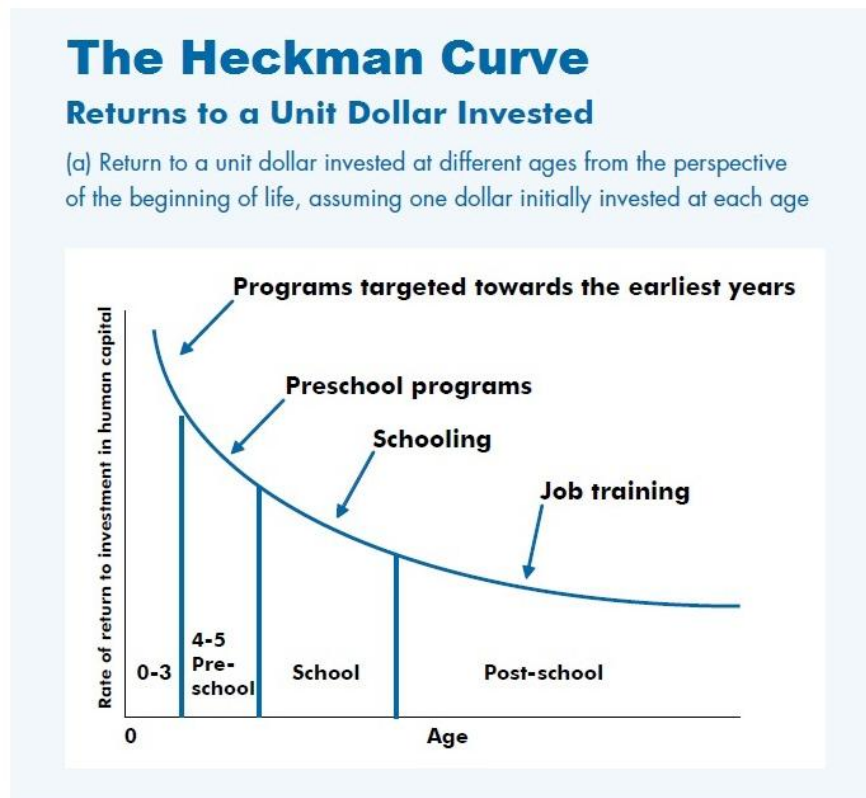 The Heckman Curve
Returns to a Unit Dollar Invested
(a) Return to a unit dollar invested at different ages from the perspective
of the beginning of life, assuming one dollar initially invested at each age
Programs targeted towards the earliest years
Preschool programs
Schooling
Job training
Rate of return to investment in human capital
0-3
4-5
Pre-
school
School
Post-school
0
Age